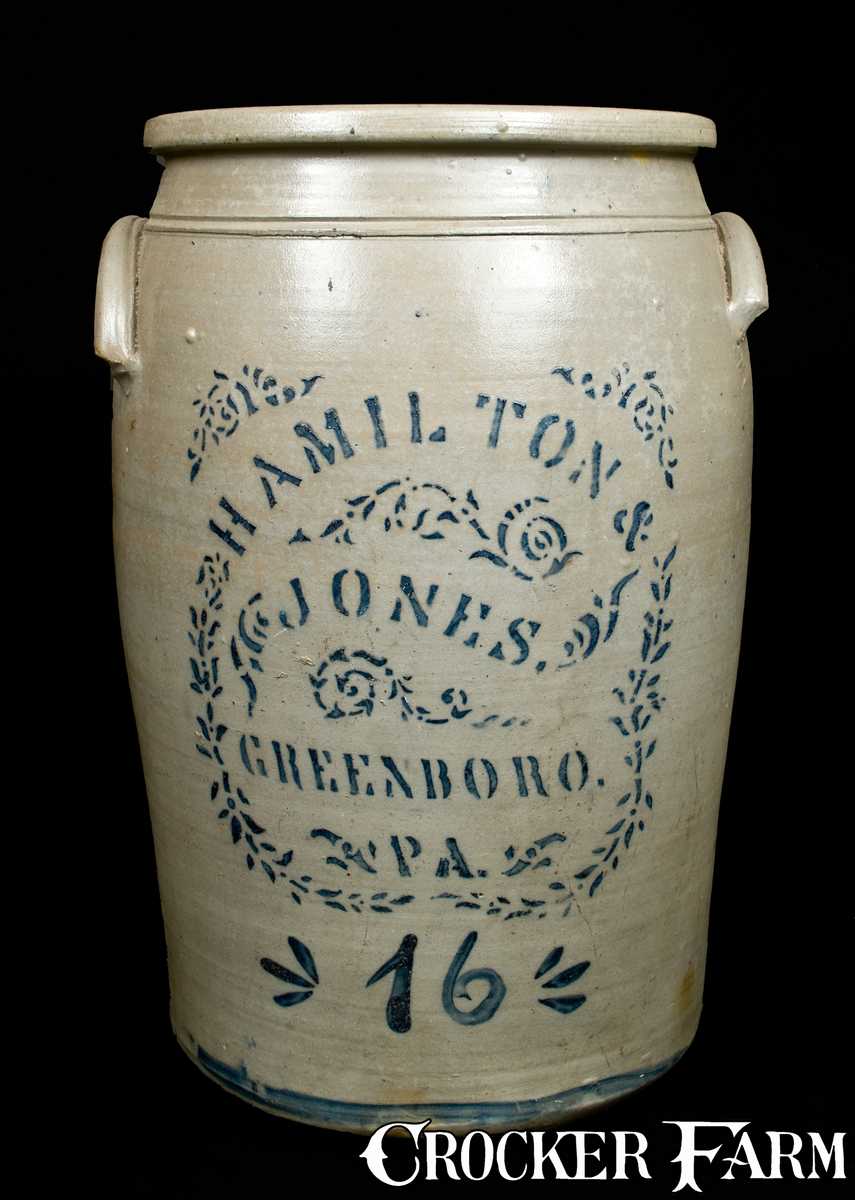 HAMILTON &
JONES.
GREENBORO.
PA.
16
CROCKER FARM